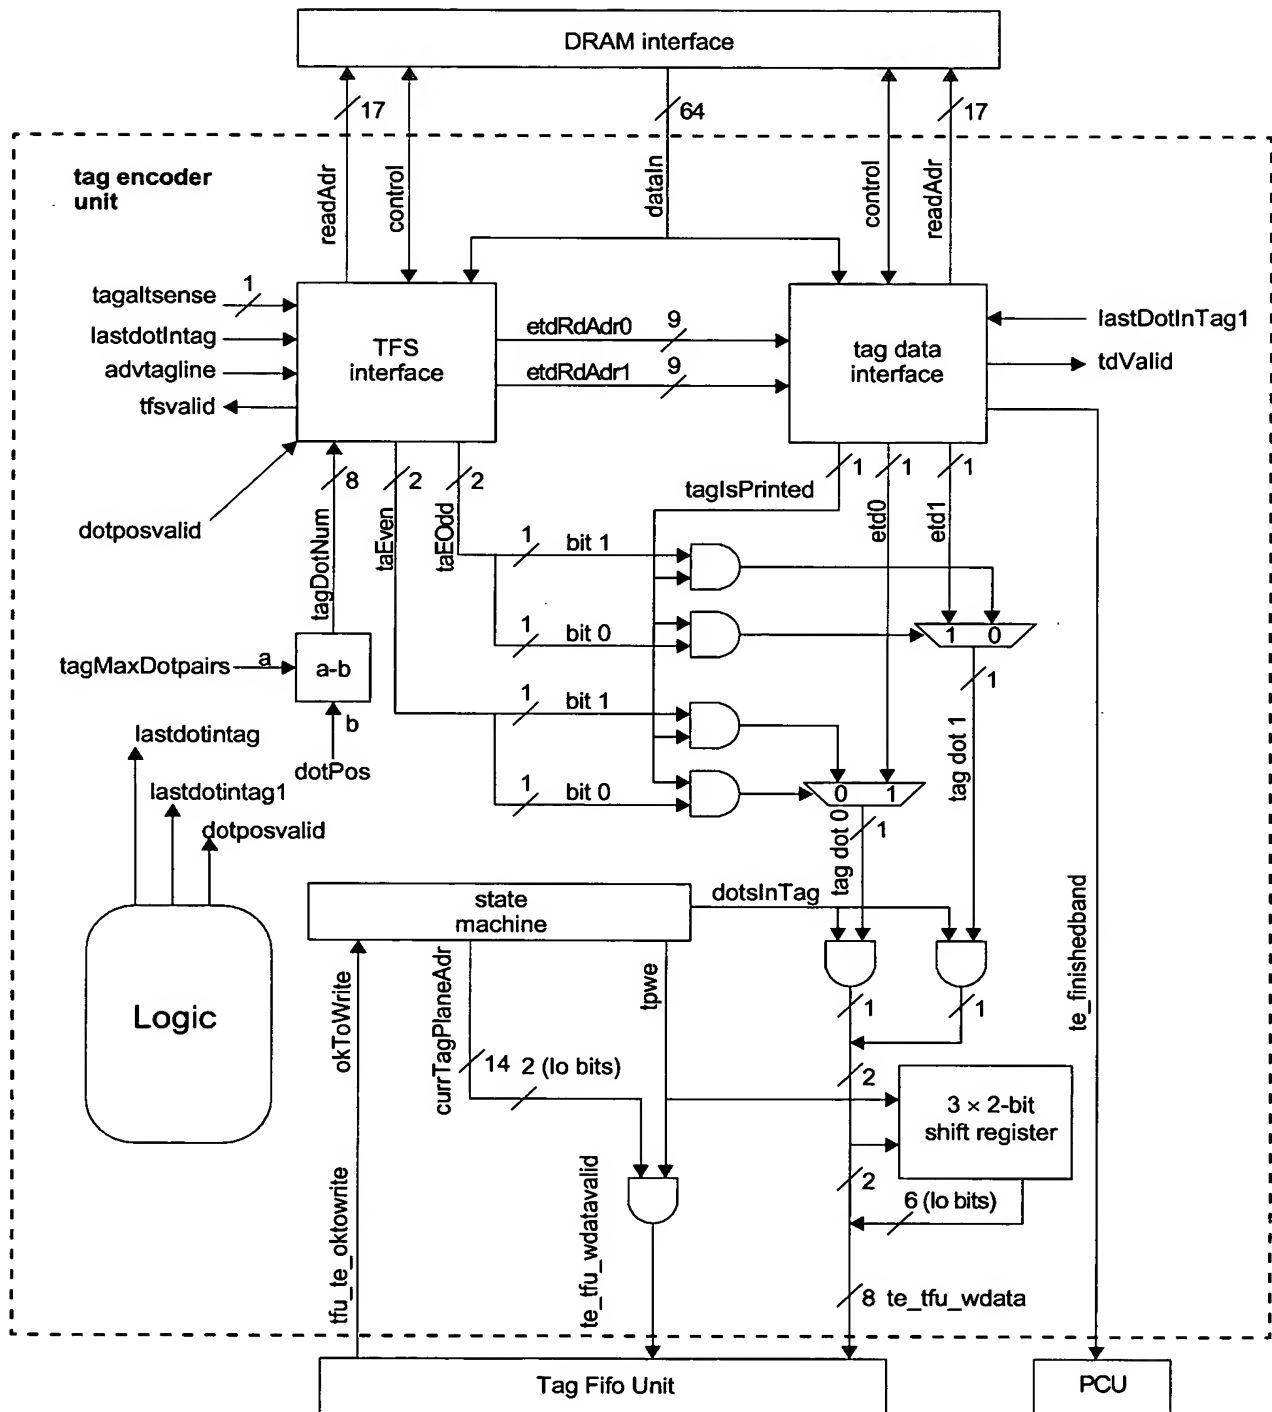 DRAM interface
17
64
17
tag encoder
unit
readAdr
control
dataIn
control
readAdr
tagaltsense
1
lastdotintag
advtagline
tfsvalid
dotposvalid
TFS
interface
etdRdAdr0
9
etdRdAdr1
9
tag data
interface
lastDotInTag1
tdValid
8
2
2
tagDotNum
taEven
taEOdd
tagIsPrinted
1
1
1
etd0
etd1
1
bit 1
1
bit 0
1 0
1
tagMaxDotpairs
a
a-b
b
dotPos
1
bit 1
1
bit 0
0 1
1
tag dot 0
tag dot 1
lastdotintag
lastdotintag1
dotposvalid
Logic
state
machine
dotsInTag
okToWrite
currTagPlaneAdr
tpwe
14
2 (lo bits)
1
1
2
3 × 2-bit
shift register
2
6 (lo bits)
te_finishedband
tfu_te_oktowrite
te_tfu_wdatavalid
8 te_tfu_wdata
Tag Fifo Unit
PCU